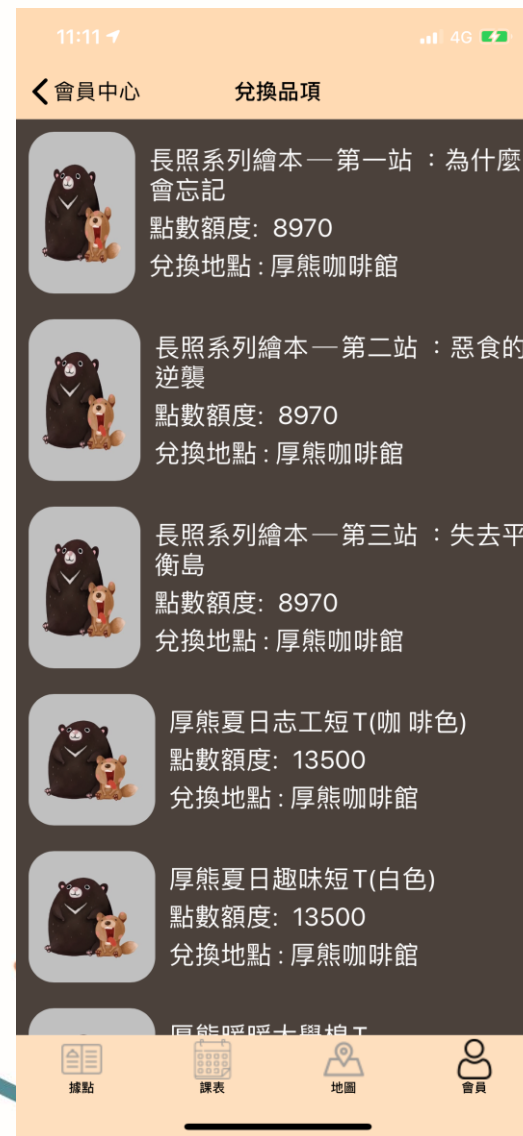 11:11
4G
會員中心
兌換品項
長照系列繪本—第一站 ：為什麼
會忘記
點數額度: 8970
兌換地點 : 厚熊咖啡館
長照系列繪本—第二站 ：惡食的
逆襲
點數額度: 8970
兌換地點 : 厚熊咖啡館
長照系列繪本—第三站 ：失去平
衡島
點數額度: 8970
兌換地點 : 厚熊咖啡館
厚熊夏日志工短T(咖 啡色)
點數額度: 13500
兌換地點 : 厚熊咖啡館
厚熊夏日趣味短T(白色)
點數額度: 13500
兌換地點 : 厚熊咖啡館
厚熊暖暖大學棉T
據點
課表
地圖
會員